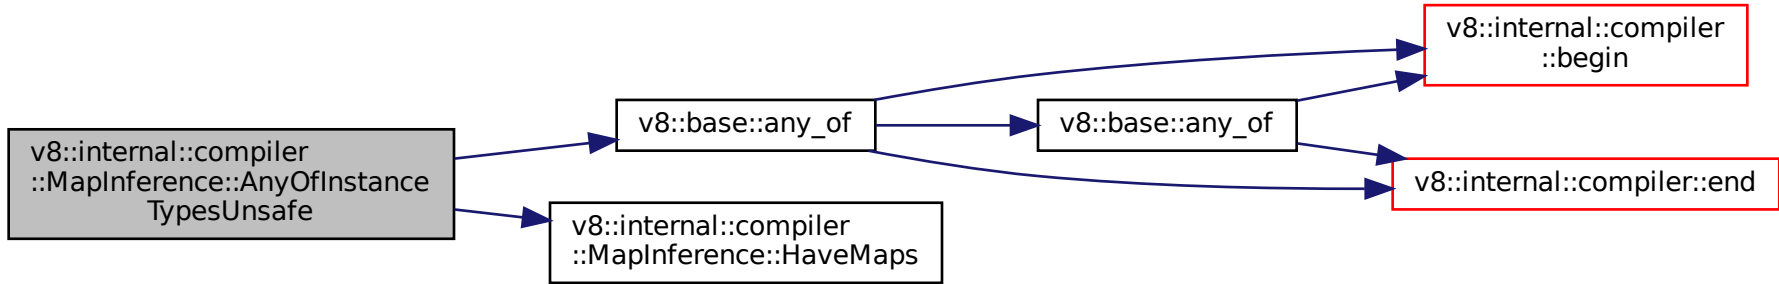 v8::internal::compiler
::MapInference::AnyOfInstance
TypesUnsafe
v8::base::any_of
v8::internal::compiler
::MapInference::HaveMaps
v8::base::any_of
v8::internal::compiler
::begin
v8::internal::compiler::end